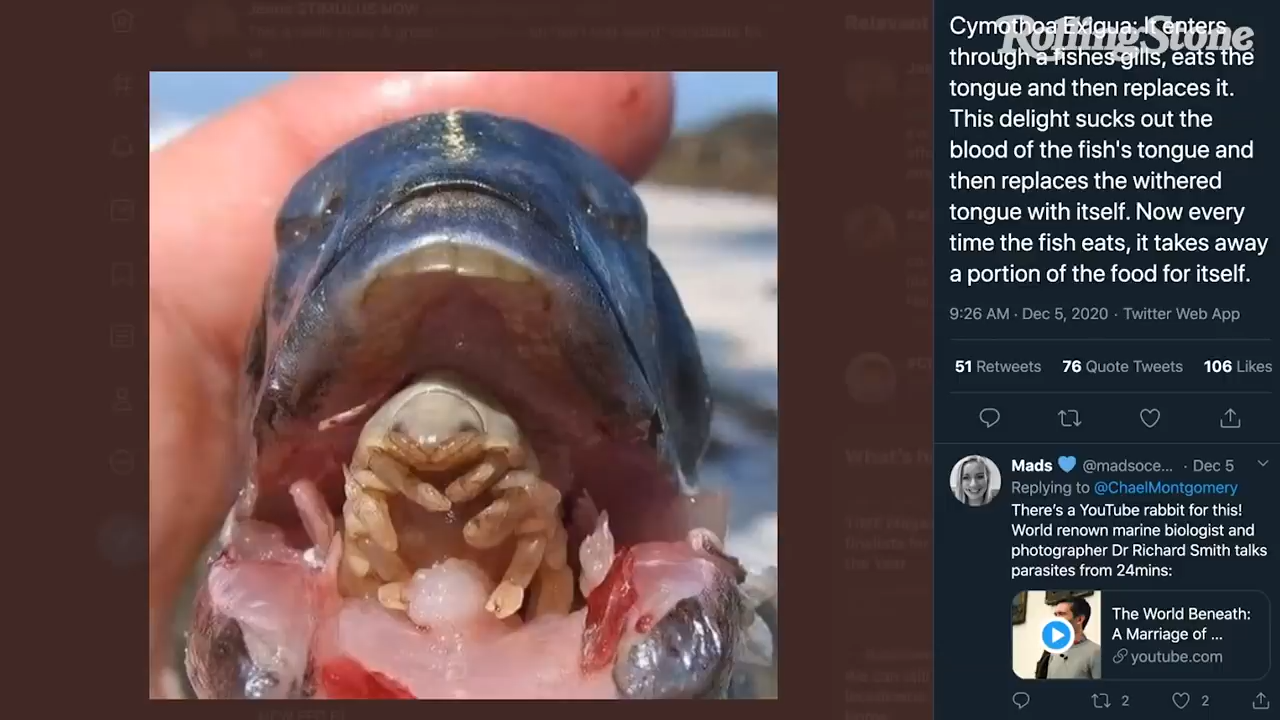 Jeans STIMULUS NOW
Relevant
RollingStone
Cymothoa Exigua: It enters
through a fishes gills, eats the
tongue and then replaces it.
This delight sucks out the
blood of the fish's tongue and
then replaces the withered
tongue with itself. Now every
time the fish eats, it takes away
a portion of the food for itself.
9:26 AM · Dec 5, 2020 · Twitter Web App
51 Retweets 76 Quote Tweets 106 Likes
Mads 💙 @madsoce... · Dec 5
Replying to @ChaelMontgomery
There's a YouTube rabbit for this!
World renown marine biologist and
photographer Dr Richard Smith talks
parasites from 24mins:
The World Beneath:
A Marriage of ...
youtube.com
2 2
What's h